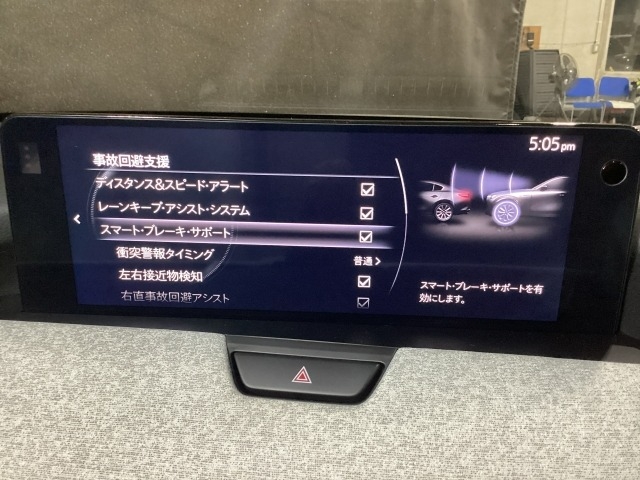 5:05pm
事故回避支援
ディスタンス&スピード・アラート
レーンキープ・アシスト・システム
スマート・ブレーキ・サポート
衝突警報タイミング 普通
左右接近物検知
右直事故回避アシスト
スマート・ブレーキ・サポートを有
効にします。